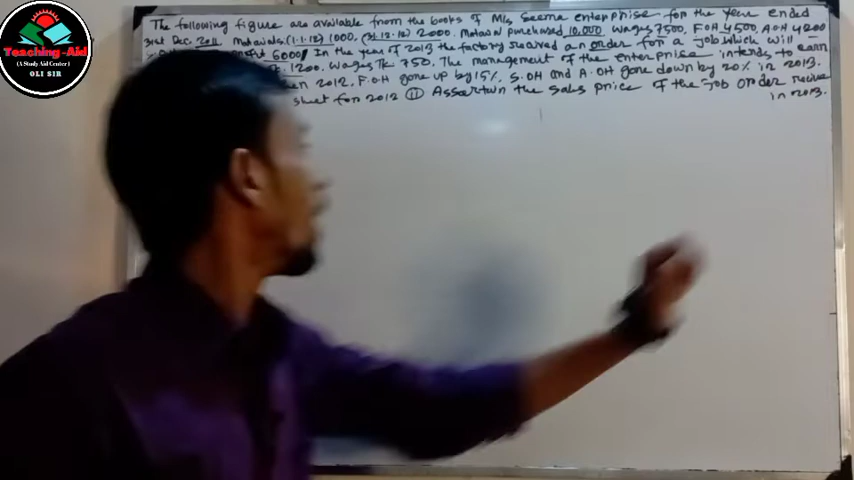 Teaching-Aid
(A Study Aid Center)
OLI SIR
The following figure are available from the books of M/s Seema enterprise for the Year ended
31st Dec, 2011 Materials (1.1.12) 1000, (31.12.12) 2000. Material purchased 10,000 Wages 7500, F.OH 4500, A.OH 4200
6000/ In the year of 2013 the factory received an order for a Job which will
1200. Wages Tk 750. The management of the enterprise intends to earn
2012. F.OH gone up by 15%, S.OH and A.OH gone down by 20% in 2013.
sheet for 2012 (II) Assertain the sales price of the Job order receive
in 2013.